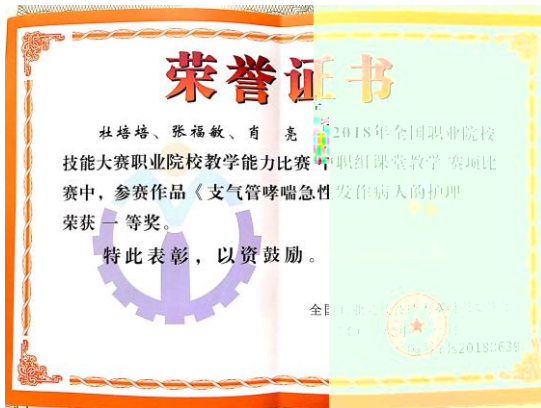 荣誉证书
杜培培、张福敏、肖 亮 2018年全国职业院校
技能大赛职业院校教学能力比赛 中职组课堂教学 赛项比
赛中，参赛作品《支气管哮喘急性发作病人的护理
荣获 一 等奖。
特此表彰，以资鼓励。
全国
20180639